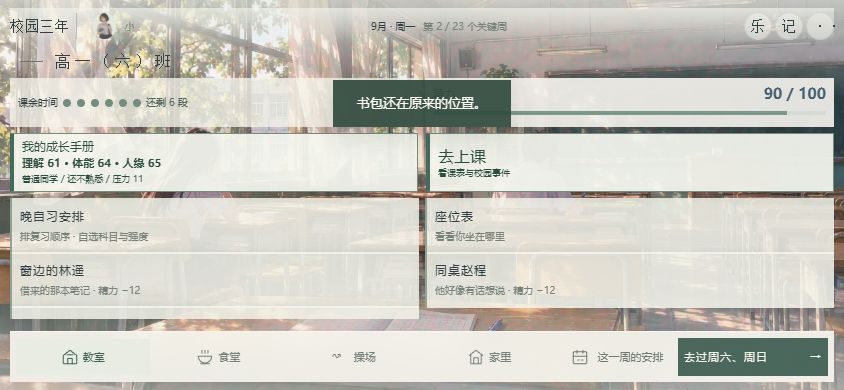 校园三年
小
9月 · 周一 第 2 / 23 个关键周
乐 记 · ·
高一（六）班
课余时间 还剩 6 段
书包还在原来的位置。
90 / 100
我的成长手册
理解 61 • 体能 64 • 人缘 65
普通同学 / 还不熟悉 / 压力 11
去上课
看课表与校园事件
晚自习安排
排复习顺序 · 自选科目与强度
座位表
看看你坐在哪里
窗边的林遥
借来的那本笔记 · 精力 −12
同桌赵程
他好像有话想说 · 精力 −12
教室
食堂
操场
家里
这一周的安排
去过周六、周日 →